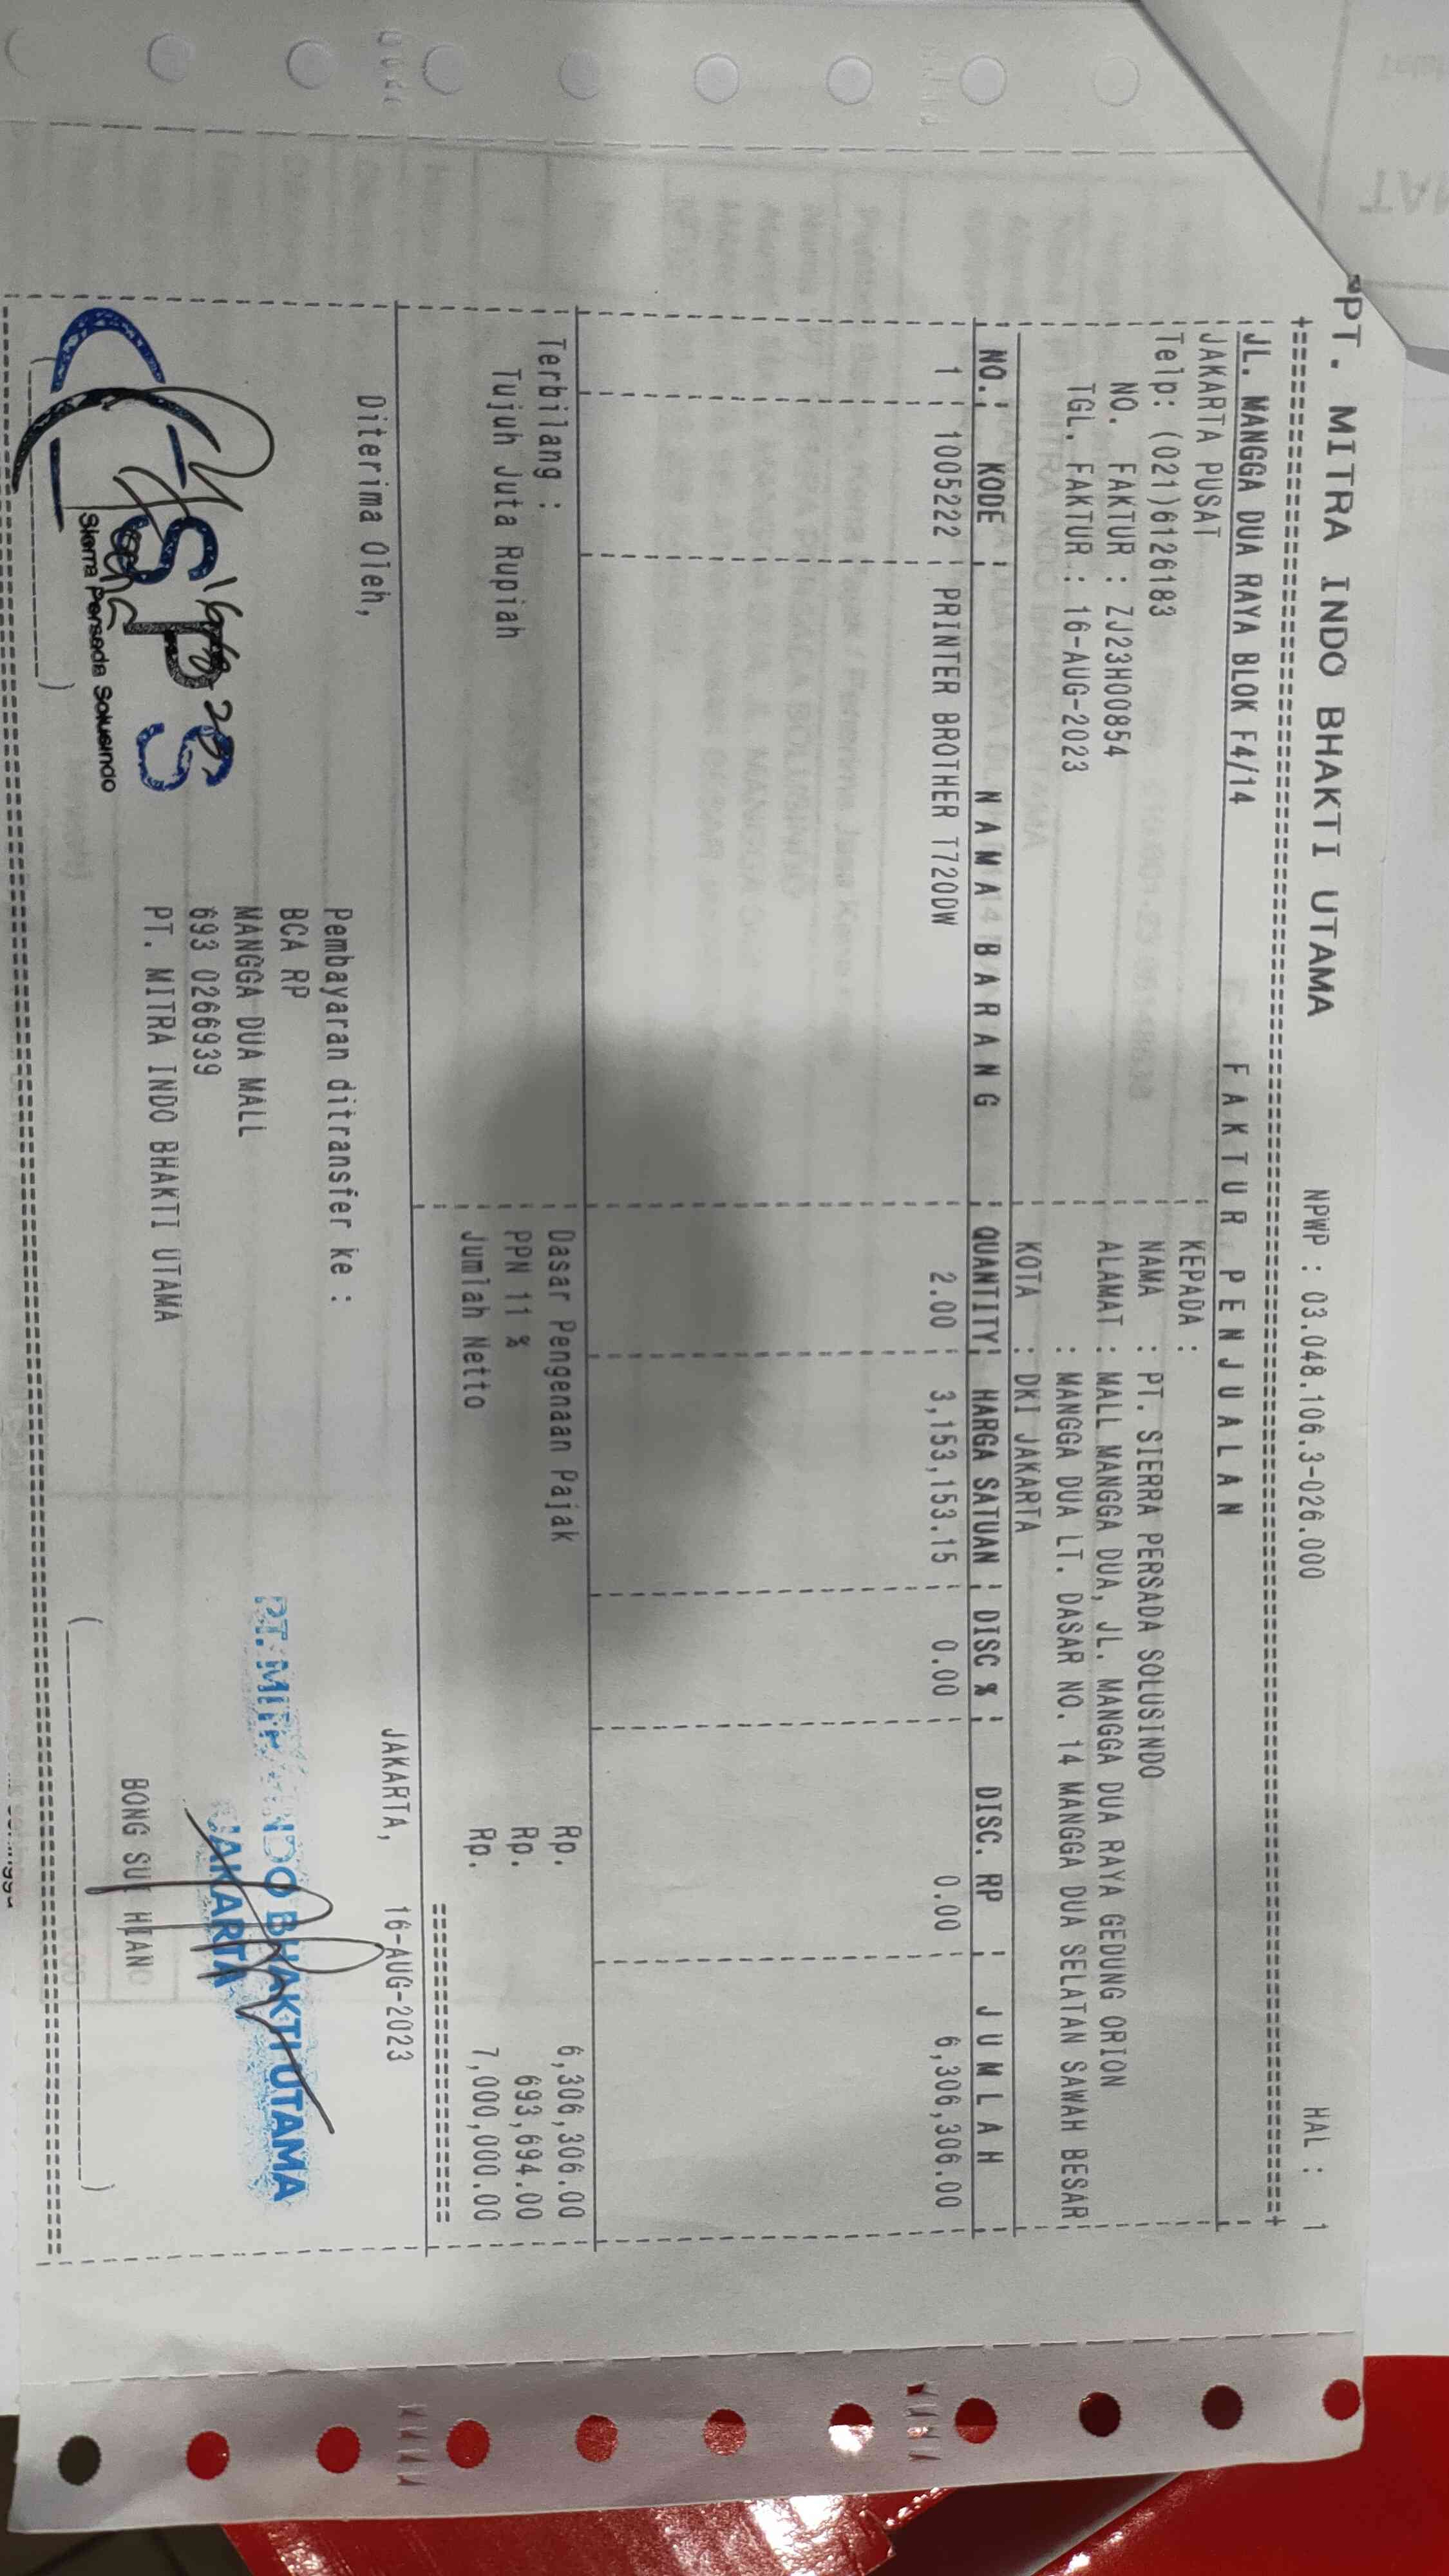 PT. MITRA INDO BHAKTI UTAMA NPWP : 03.048.106.3-026.000 HAL : 1
JL. MANGGA DUA RAYA BLOK F4/14 F A K T U R P E N J U A L A N
JAKARTA PUSAT KEPADA :
Telp: (021)6126183 NAMA : PT. SIERRA PERSADA SOLUSINDO
NO. FAKTUR : ZJ23H00854 ALAMAT : MALL MANGGA DUA, JL. MANGGA DUA RAYA GEDUNG ORION
TGL. FAKTUR : 16-AUG-2023 : MANGGA DUA LT. DASAR NO. 14 MANGGA DUA SELATAN SAWAH BESAR
KOTA : DKI JAKARTA
NO. KODE N A M A B A R A N G QUANTITY HARGA SATUAN DISC % DISC. RP J U M L A H
1 1005222 PRINTER BROTHER T720DW 2.00 3,153,153.15 0.00 0.00 6,306,306.00
Terbilang : Dasar Pengenaan Pajak Rp. 6,306,306.00
Tujuh Juta Rupiah PPN 11 % Rp. 693,694.00
Jumlah Netto Rp. 7,000,000.00
JAKARTA, 16-AUG-2023
Diterima Oleh,
Pembayaran ditransfer ke :
BCA RP
MANGGA DUA MALL
693 0266939
PT. MITRA INDO BHAKTI UTAMA
PT. MITRA INDO BHAKTI UTAMA
JAKARTA
BONG SUI HIAN
SPS
Sierra Persada Solusindo